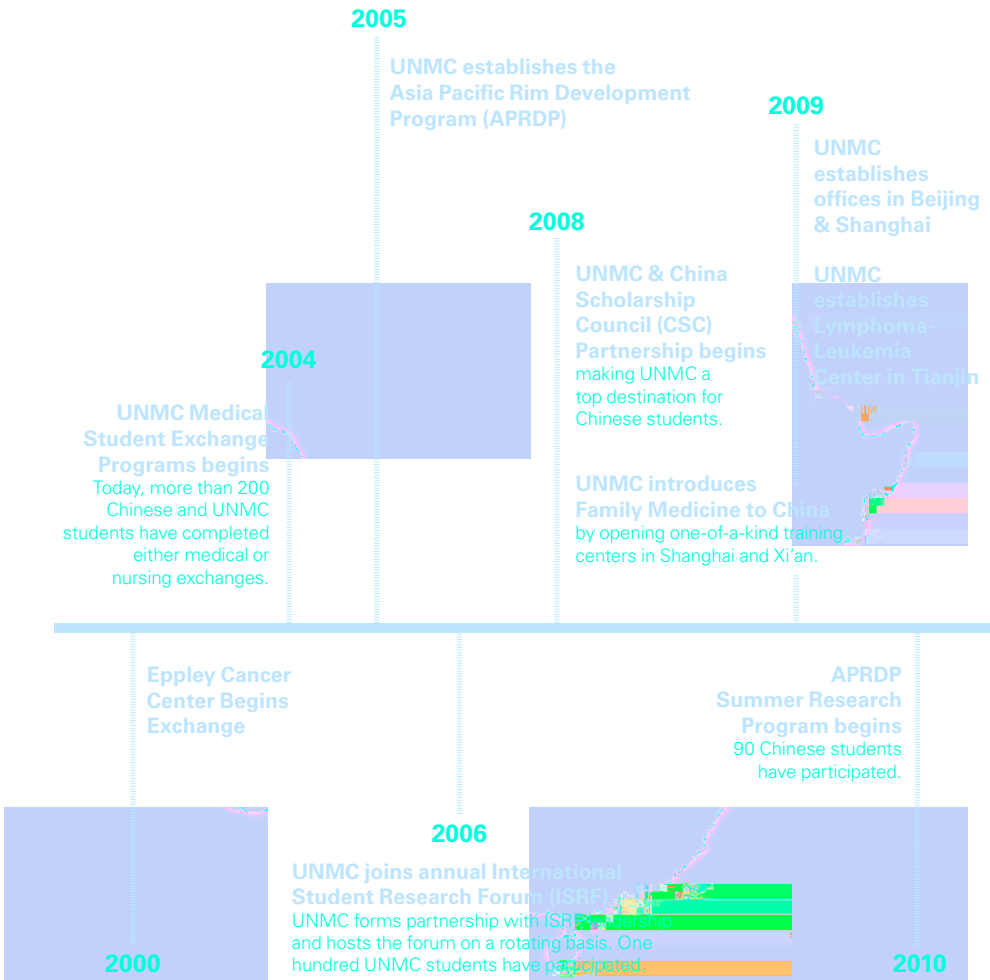 2005
UNMC establishes the
Asia Pacific Rim Development
Program (APRDP)
2009
UNMC
establishes
offices in Beijing
& Shanghai
UNMC
establishes
Lymphoma-
Leukemia
Center in Tianjin
2008
UNMC & China
Scholarship
Council (CSC)
Partnership begins
making UNMC a
top destination for
Chinese students.
UNMC introduces
Family Medicine to China
by opening one-of-a-kind training
centers in Shanghai and Xi'an.
2004
UNMC Medical
Student Exchange
Programs begins
Today, more than 200
Chinese and UNMC
students have completed
either medical or
nursing exchanges.
Eppley Cancer
Center Begins
Exchange
2000
2006
UNMC joins annual International
Student Research Forum (ISRF)
UNMC forms partnership with ISRF leadership
and hosts the forum on a rotating basis. One
hundred UNMC students have participated.
APRDP
Summer Research
Program begins
90 Chinese students
have participated.
2010